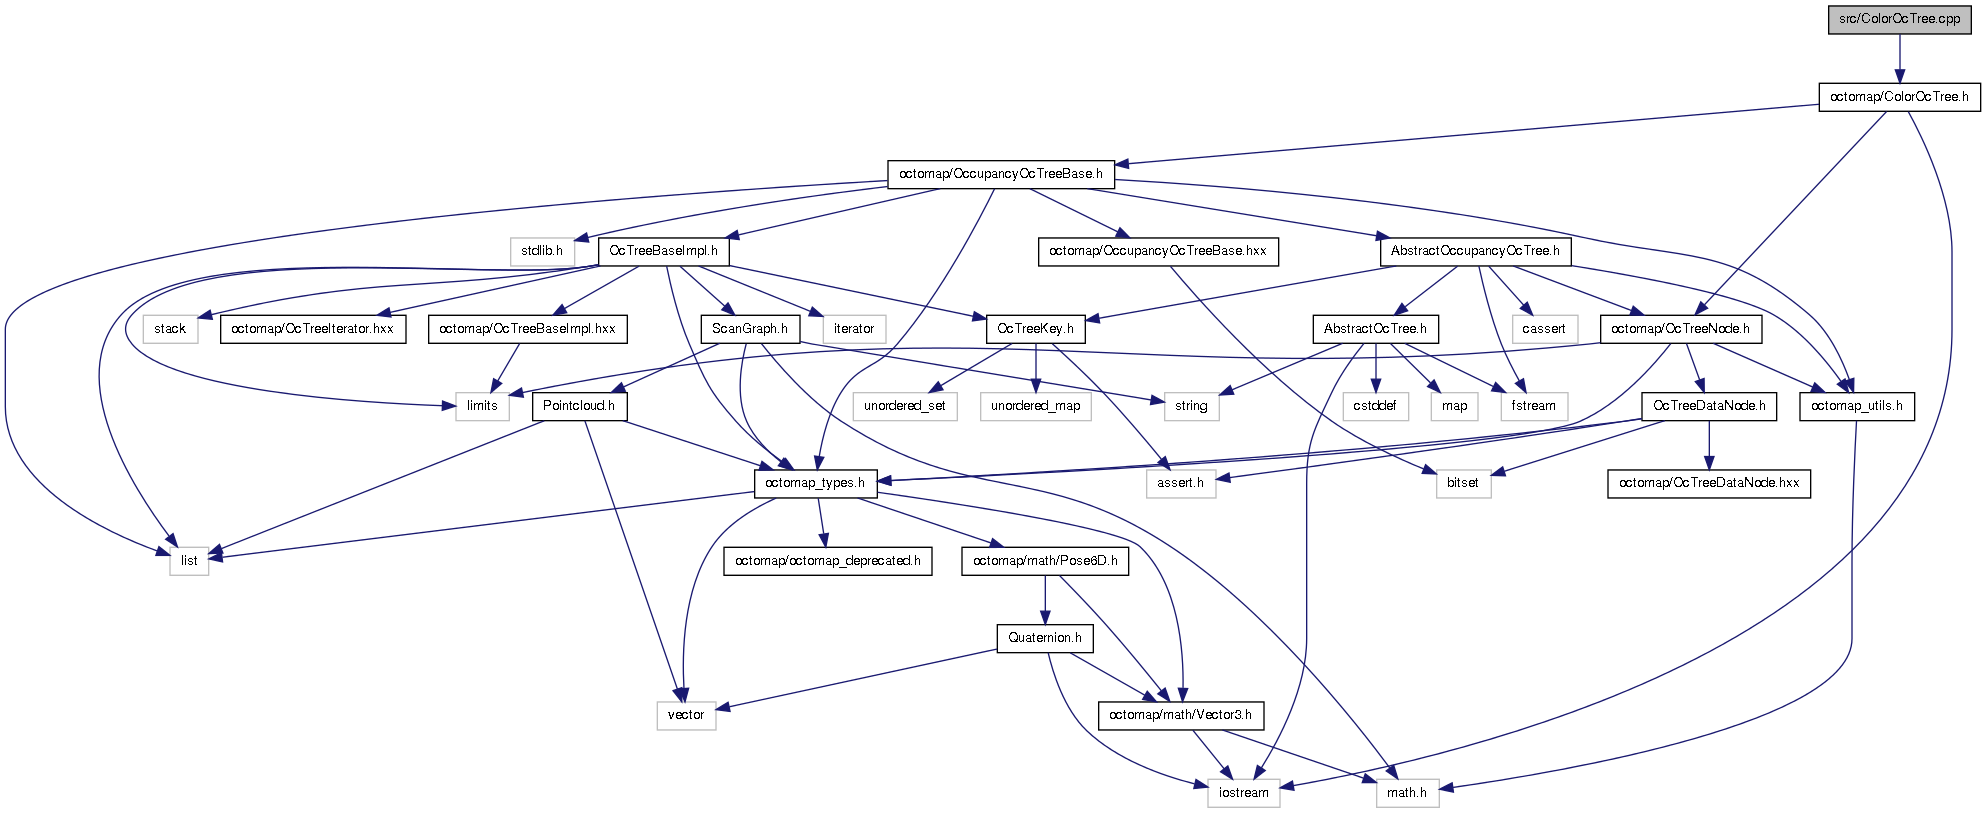 src/ColorOcTree.cpp
octomap/ColorOcTree.h
octomap/OccupancyOcTreeBase.h
stdlib.h
OcTreeBaseImpl.h
octomap/OccupancyOcTreeBase.hxx
AbstractOccupancyOcTree.h
stack
octomap/OcTreeIterator.hxx
octomap/OcTreeBaseImpl.hxx
ScanGraph.h
iterator
OcTreeKey.h
AbstractOcTree.h
cassert
octomap/OcTreeNode.h
limits
Pointcloud.h
unordered_set
unordered_map
string
cstddef
map
fstream
OcTreeDataNode.h
octomap_utils.h
octomap_types.h
assert.h
bitset
octomap/OcTreeDataNode.hxx
list
octomap/octomap_deprecated.h
octomap/math/Pose6D.h
Quaternion.h
vector
octomap/math/Vector3.h
iostream
math.h